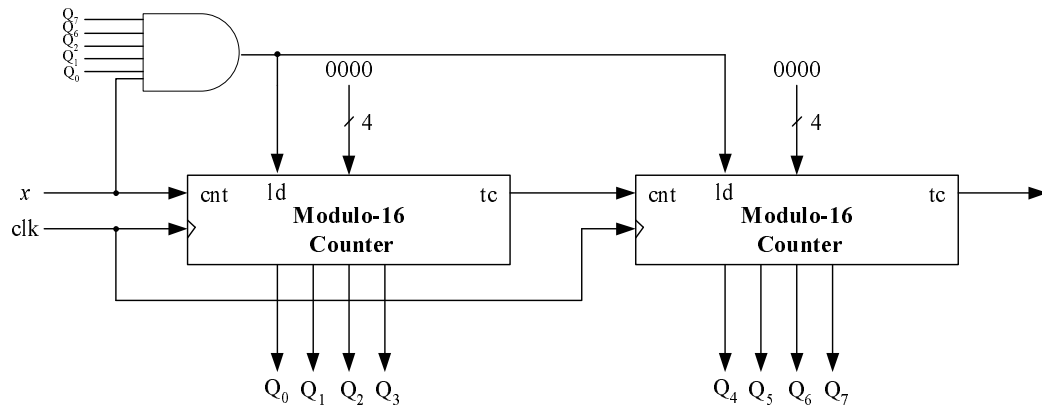 Q7
Q6
Q2
Q1
Q0
0000
0000
4
4
x
cnt
ld
tc
cnt
ld
tc
clk
Modulo-16
Counter
Modulo-16
Counter
Q0 Q1 Q2 Q3
Q4 Q5 Q6 Q7